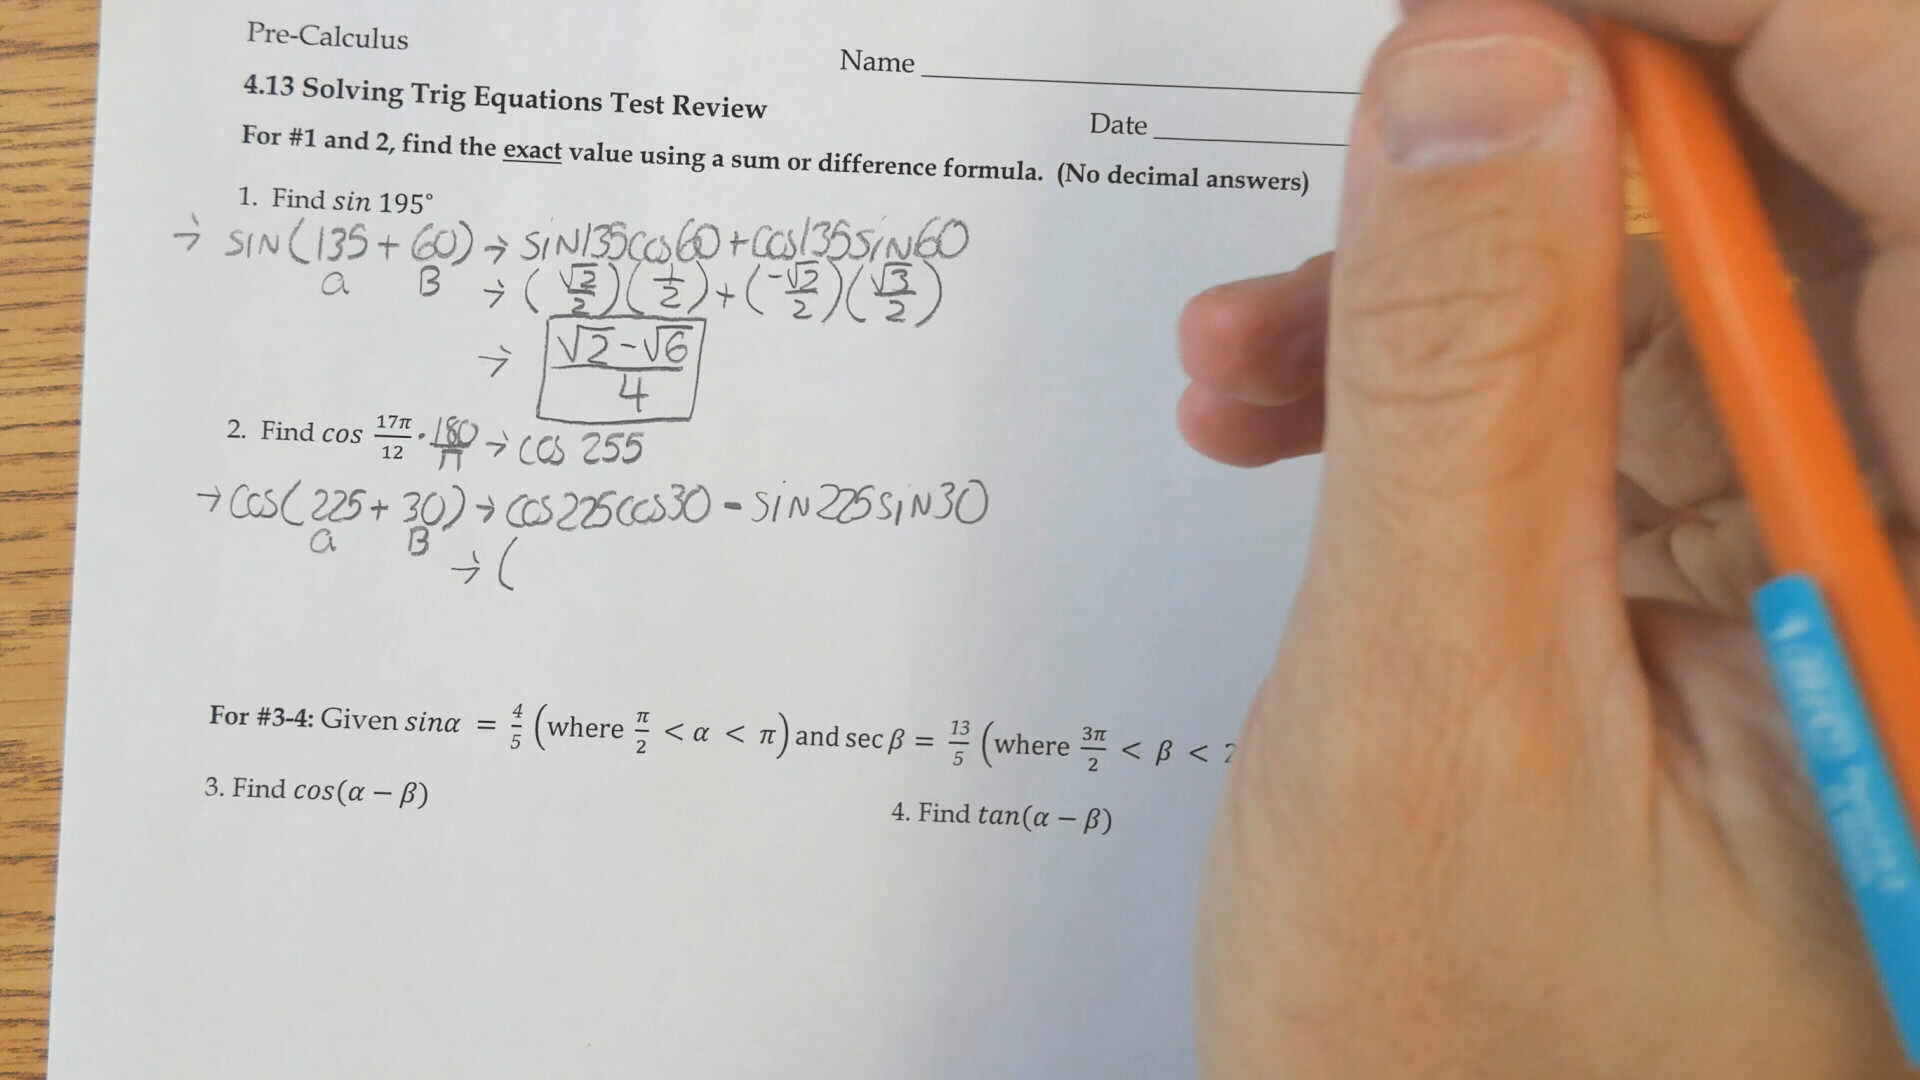 Pre-Calculus
Name
4.13 Solving Trig Equations Test Review
Date
For #1 and 2, find the exact value using a sum or difference formula. (No decimal answers)
1. Find sin 195°
→ SIN(135 + 60) → SIN135COS60 + COS135SIN60
a B → (√2/2)(1/2) + (-√2/2)(√3/2)
→ √2 - √6 / 4
2. Find cos 17π/12 · 180/π → COS 255
→ COS(225 + 30) → COS225COS30 - SIN225SIN30
a B → (
For #3-4: Given sinα = 4/5 (where π/2 < α < π) and sec β = 13/5 (where 3π/2 < β < 2
3. Find cos(α − β)
4. Find tan(α − β)